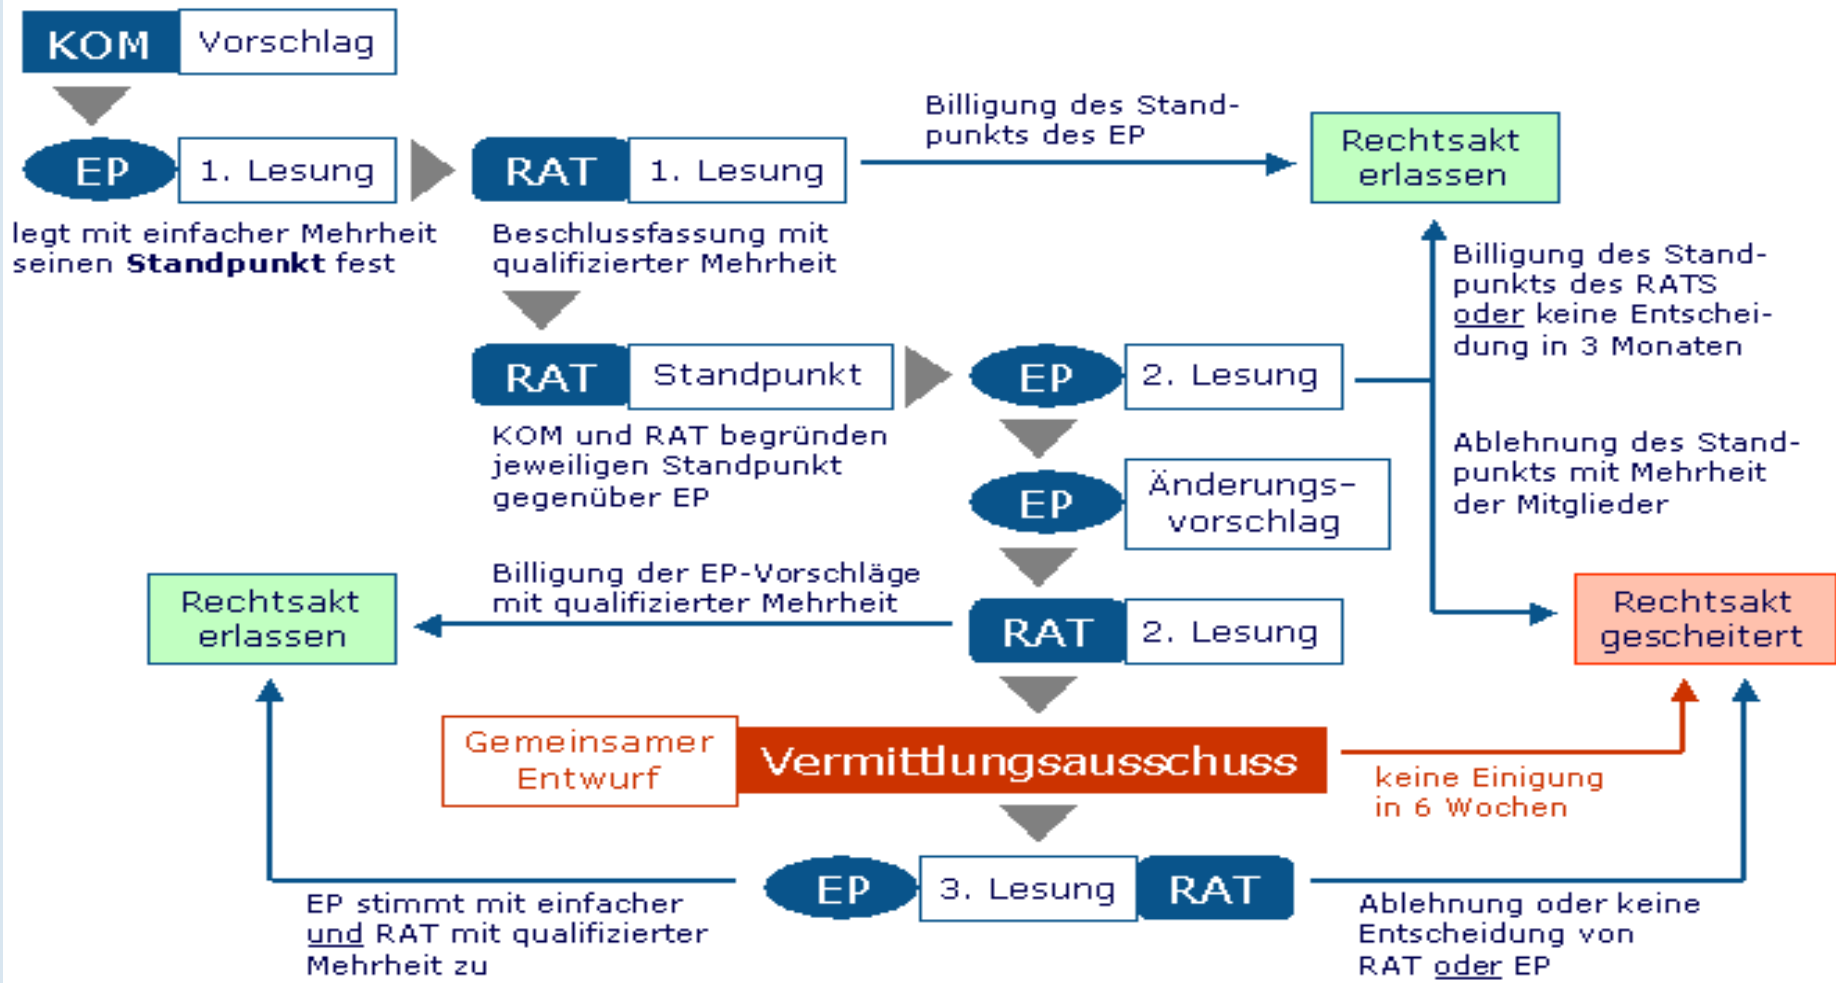 KOM
Vorschlag
EP
1. Lesung
legt mit einfacher Mehrheit
seinen Standpunkt fest
RAT
1. Lesung
Beschlussfassung mit
qualifizierter Mehrheit
Billigung des Stand-
punkts des EP
Rechtsakt
erlassen
RAT
Standpunkt
KOM und RAT begründen
jeweiligen Standpunkt
gegenüber EP
EP
2. Lesung
Billigung des Stand-
punkts des RATS
oder keine Entschei-
dung in 3 Monaten
Ablehnung des Stand-
punkts mit Mehrheit
der Mitglieder
EP
Änderungs-
vorschlag
Billigung der EP-Vorschläge
mit qualifizierter Mehrheit
Rechtsakt
erlassen
RAT
2. Lesung
Rechtsakt
gescheitert
Gemeinsamer
Entwurf
Vermittlungsausschuss
keine Einigung
in 6 Wochen
EP
3. Lesung
RAT
EP stimmt mit einfacher
und RAT mit qualifizierter
Mehrheit zu
Ablehnung oder keine
Entscheidung von
RAT oder EP